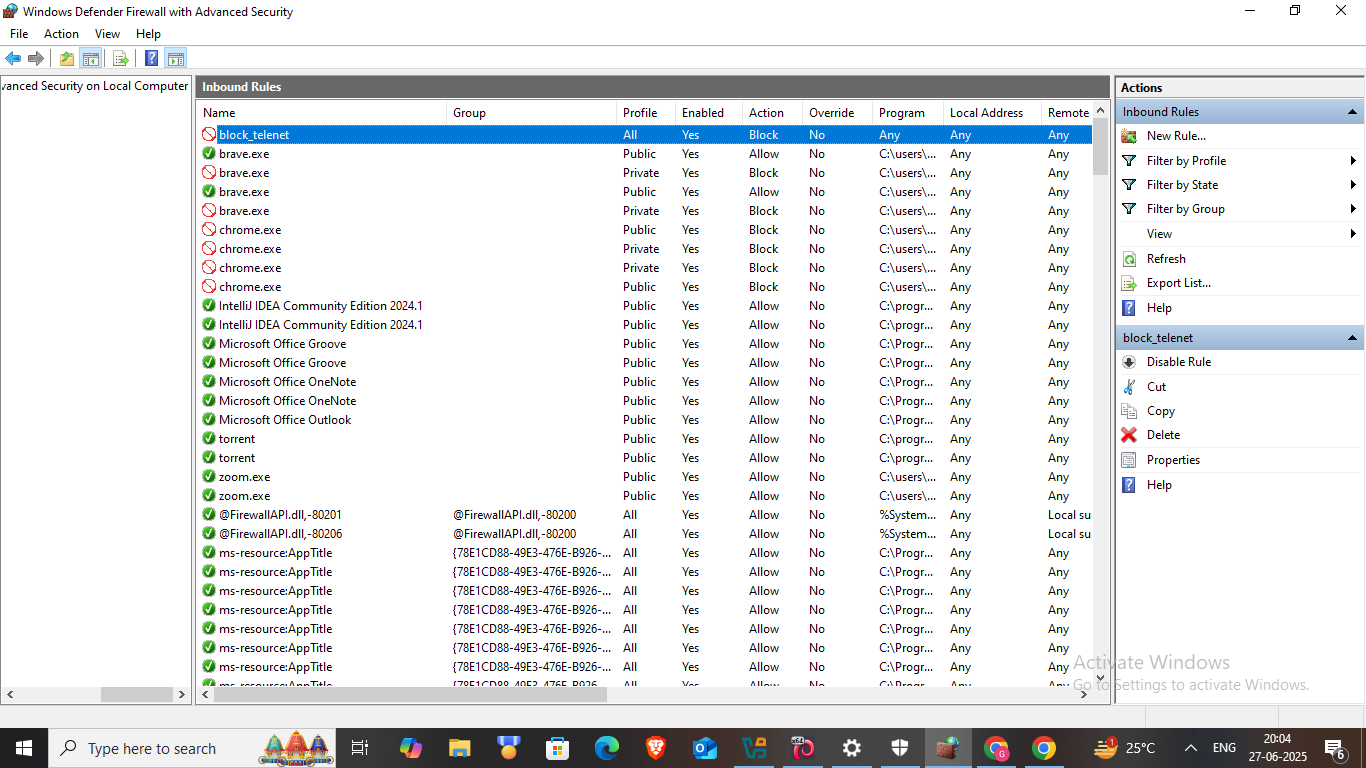 Windows Defender Firewall with Advanced Security
File Action View Help
vanced Security on Local Computer
Inbound Rules
Name Group Profile Enabled Action Override Program Local Address Remote
block_telenet All Yes Block No Any Any Any
brave.exe Public Yes Allow No C:\users\... Any Any
brave.exe Private Yes Block No C:\users\... Any Any
brave.exe Public Yes Allow No C:\users\... Any Any
brave.exe Private Yes Block No C:\users\... Any Any
chrome.exe Public Yes Block No C:\users\... Any Any
chrome.exe Private Yes Block No C:\users\... Any Any
chrome.exe Private Yes Block No C:\users\... Any Any
chrome.exe Public Yes Block No C:\users\... Any Any
IntelliJ IDEA Community Edition 2024.1 Public Yes Allow No C:\progr... Any Any
IntelliJ IDEA Community Edition 2024.1 Public Yes Allow No C:\progr... Any Any
Microsoft Office Groove Public Yes Allow No C:\Progr... Any Any
Microsoft Office Groove Public Yes Allow No C:\Progr... Any Any
Microsoft Office OneNote Public Yes Allow No C:\Progr... Any Any
Microsoft Office OneNote Public Yes Allow No C:\Progr... Any Any
Microsoft Office Outlook Public Yes Allow No C:\Progr... Any Any
torrent Public Yes Allow No C:\progr... Any Any
torrent Public Yes Allow No C:\progr... Any Any
zoom.exe Public Yes Allow No C:\users\... Any Any
zoom.exe Public Yes Allow No C:\users\... Any Any
@FirewallAPI.dll,-80201 @FirewallAPI.dll,-80200 All Yes Allow No %System... Any Local su
@FirewallAPI.dll,-80206 @FirewallAPI.dll,-80200 All Yes Allow No %System... Any Local su
ms-resource:AppTitle {78E1CD88-49E3-476E-B926-... All Yes Allow No C:\Progr... Any Any
ms-resource:AppTitle {78E1CD88-49E3-476E-B926-... All Yes Allow No C:\Progr... Any Any
ms-resource:AppTitle {78E1CD88-49E3-476E-B926-... All Yes Allow No C:\Progr... Any Any
ms-resource:AppTitle {78E1CD88-49E3-476E-B926-... All Yes Allow No C:\Progr... Any Any
ms-resource:AppTitle {78E1CD88-49E3-476E-B926-... All Yes Allow No C:\Progr... Any Any
ms-resource:AppTitle {78E1CD88-49E3-476E-B926-... All Yes Allow No C:\Progr... Any Any
ms-resource:AppTitle {78E1CD88-49E3-476E-B926-... All Yes Allow No C:\Progr... Any Any
ms-resource:AppTitle {78E1CD88-49E3-476E-B926-... All Yes Allow No C:\Progr... Any Any
Actions
Inbound Rules
New Rule...
Filter by Profile
Filter by State
Filter by Group
View
Refresh
Export List...
Help
block_telenet
Disable Rule
Cut
Copy
Delete
Properties
Help
Activate Windows
Go to Settings to activate Windows.
Type here to search
1 25°C ENG 20:04
27-06-2025
6